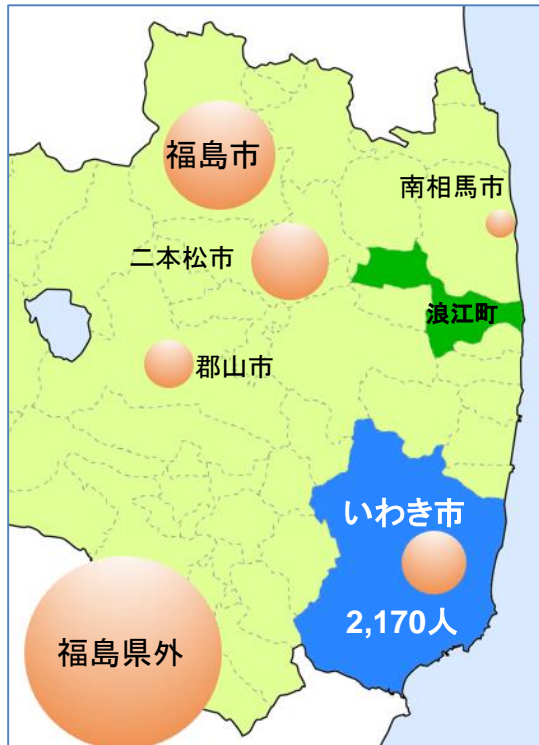 福島市
南相馬市
二本松市
浪江町
郡山市
いわき市
2,170人
福島県外